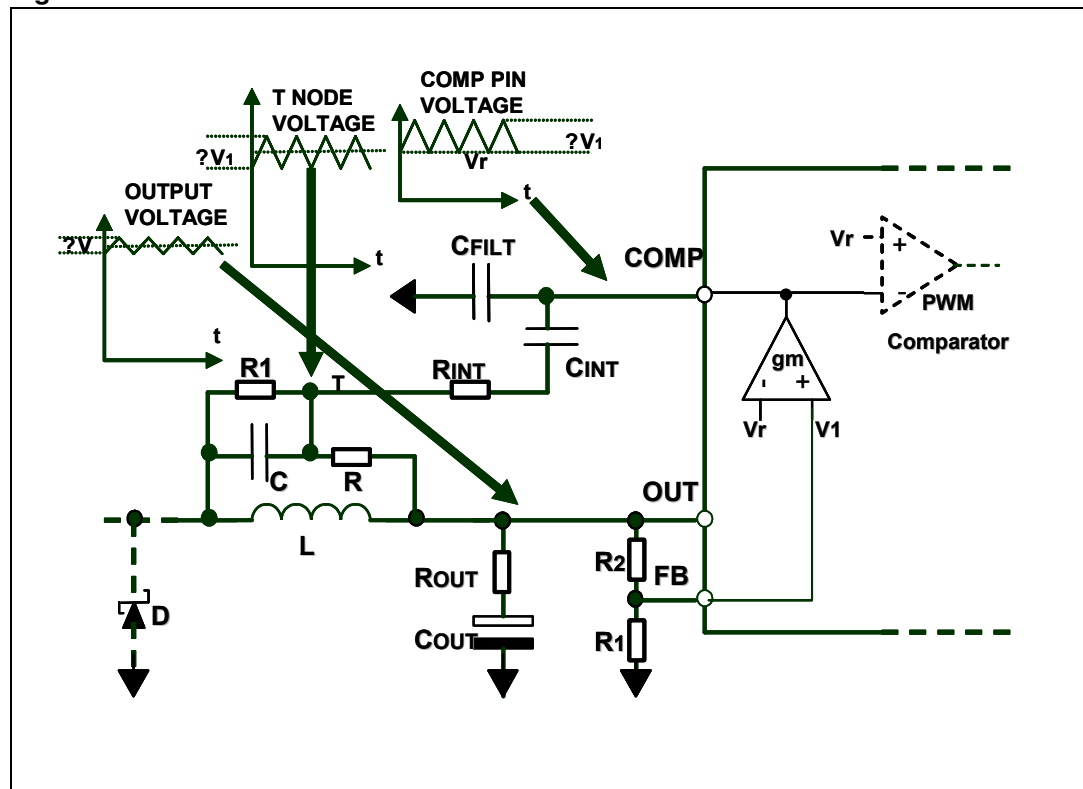 COMP PIN
VOLTAGE
Vr
?V1
t
T NODE
VOLTAGE
?V1
t
OUTPUT
VOLTAGE
?V
t
CFILT
COMP
Vr
+
-
PWM
Comparator
gm
- +
Vr V1
CINT
RINT
R1
T
C
R
L
OUT
D
ROUT
COUT
R2
FB
R1